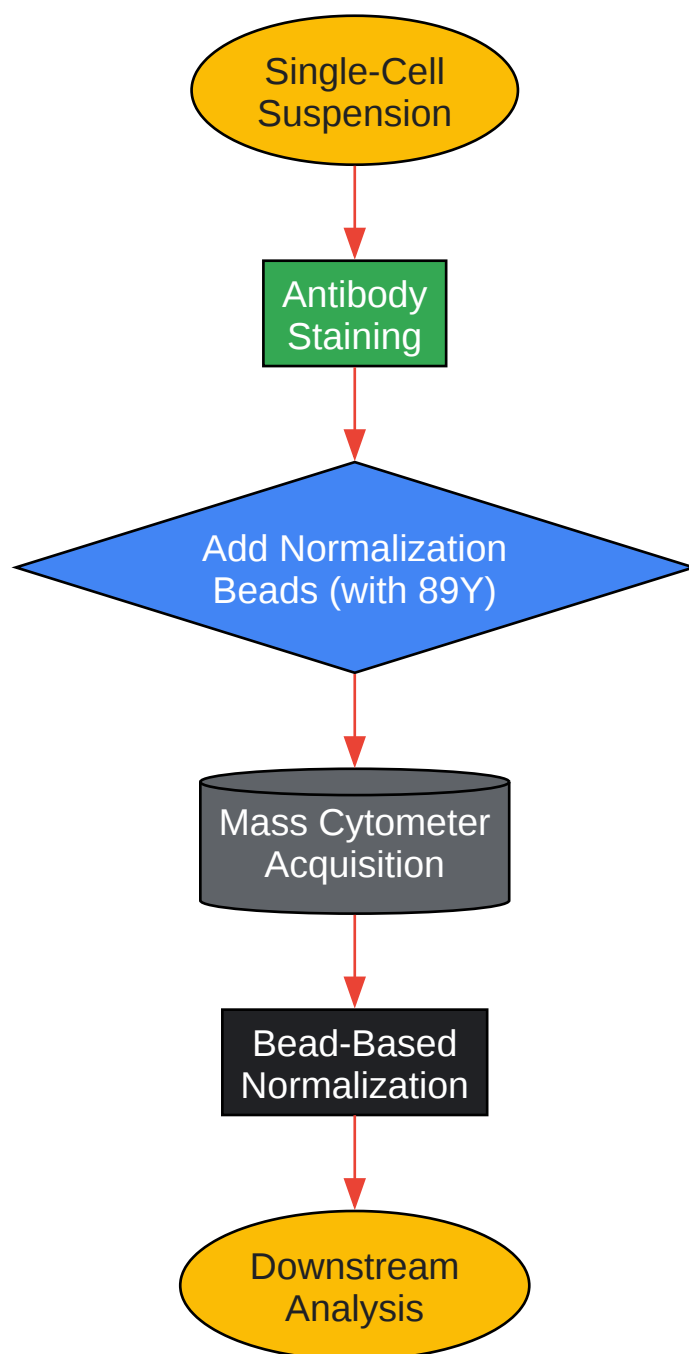 Single-Cell
Suspension
Antibody
Staining
Add Normalization
Beads (with 89Y)
Mass Cytometer
Acquisition
Bead-Based
Normalization
Downstream
Analysis